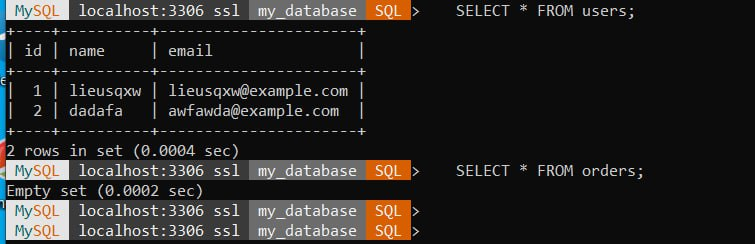 MySQL localhost:3306 ssl my_database SQL > SELECT * FROM users;
+----+----------+----------------------+
| id | name     | email                |
+----+----------+----------------------+
|  1 | lieusqxw | lieusqxw@example.com |
|  2 | dadafa   | awfawda@example.com  |
+----+----------+----------------------+
2 rows in set (0.0004 sec)
MySQL localhost:3306 ssl my_database SQL > SELECT * FROM orders;
Empty set (0.0002 sec)
MySQL localhost:3306 ssl my_database SQL >
MySQL localhost:3306 ssl my_database SQL >